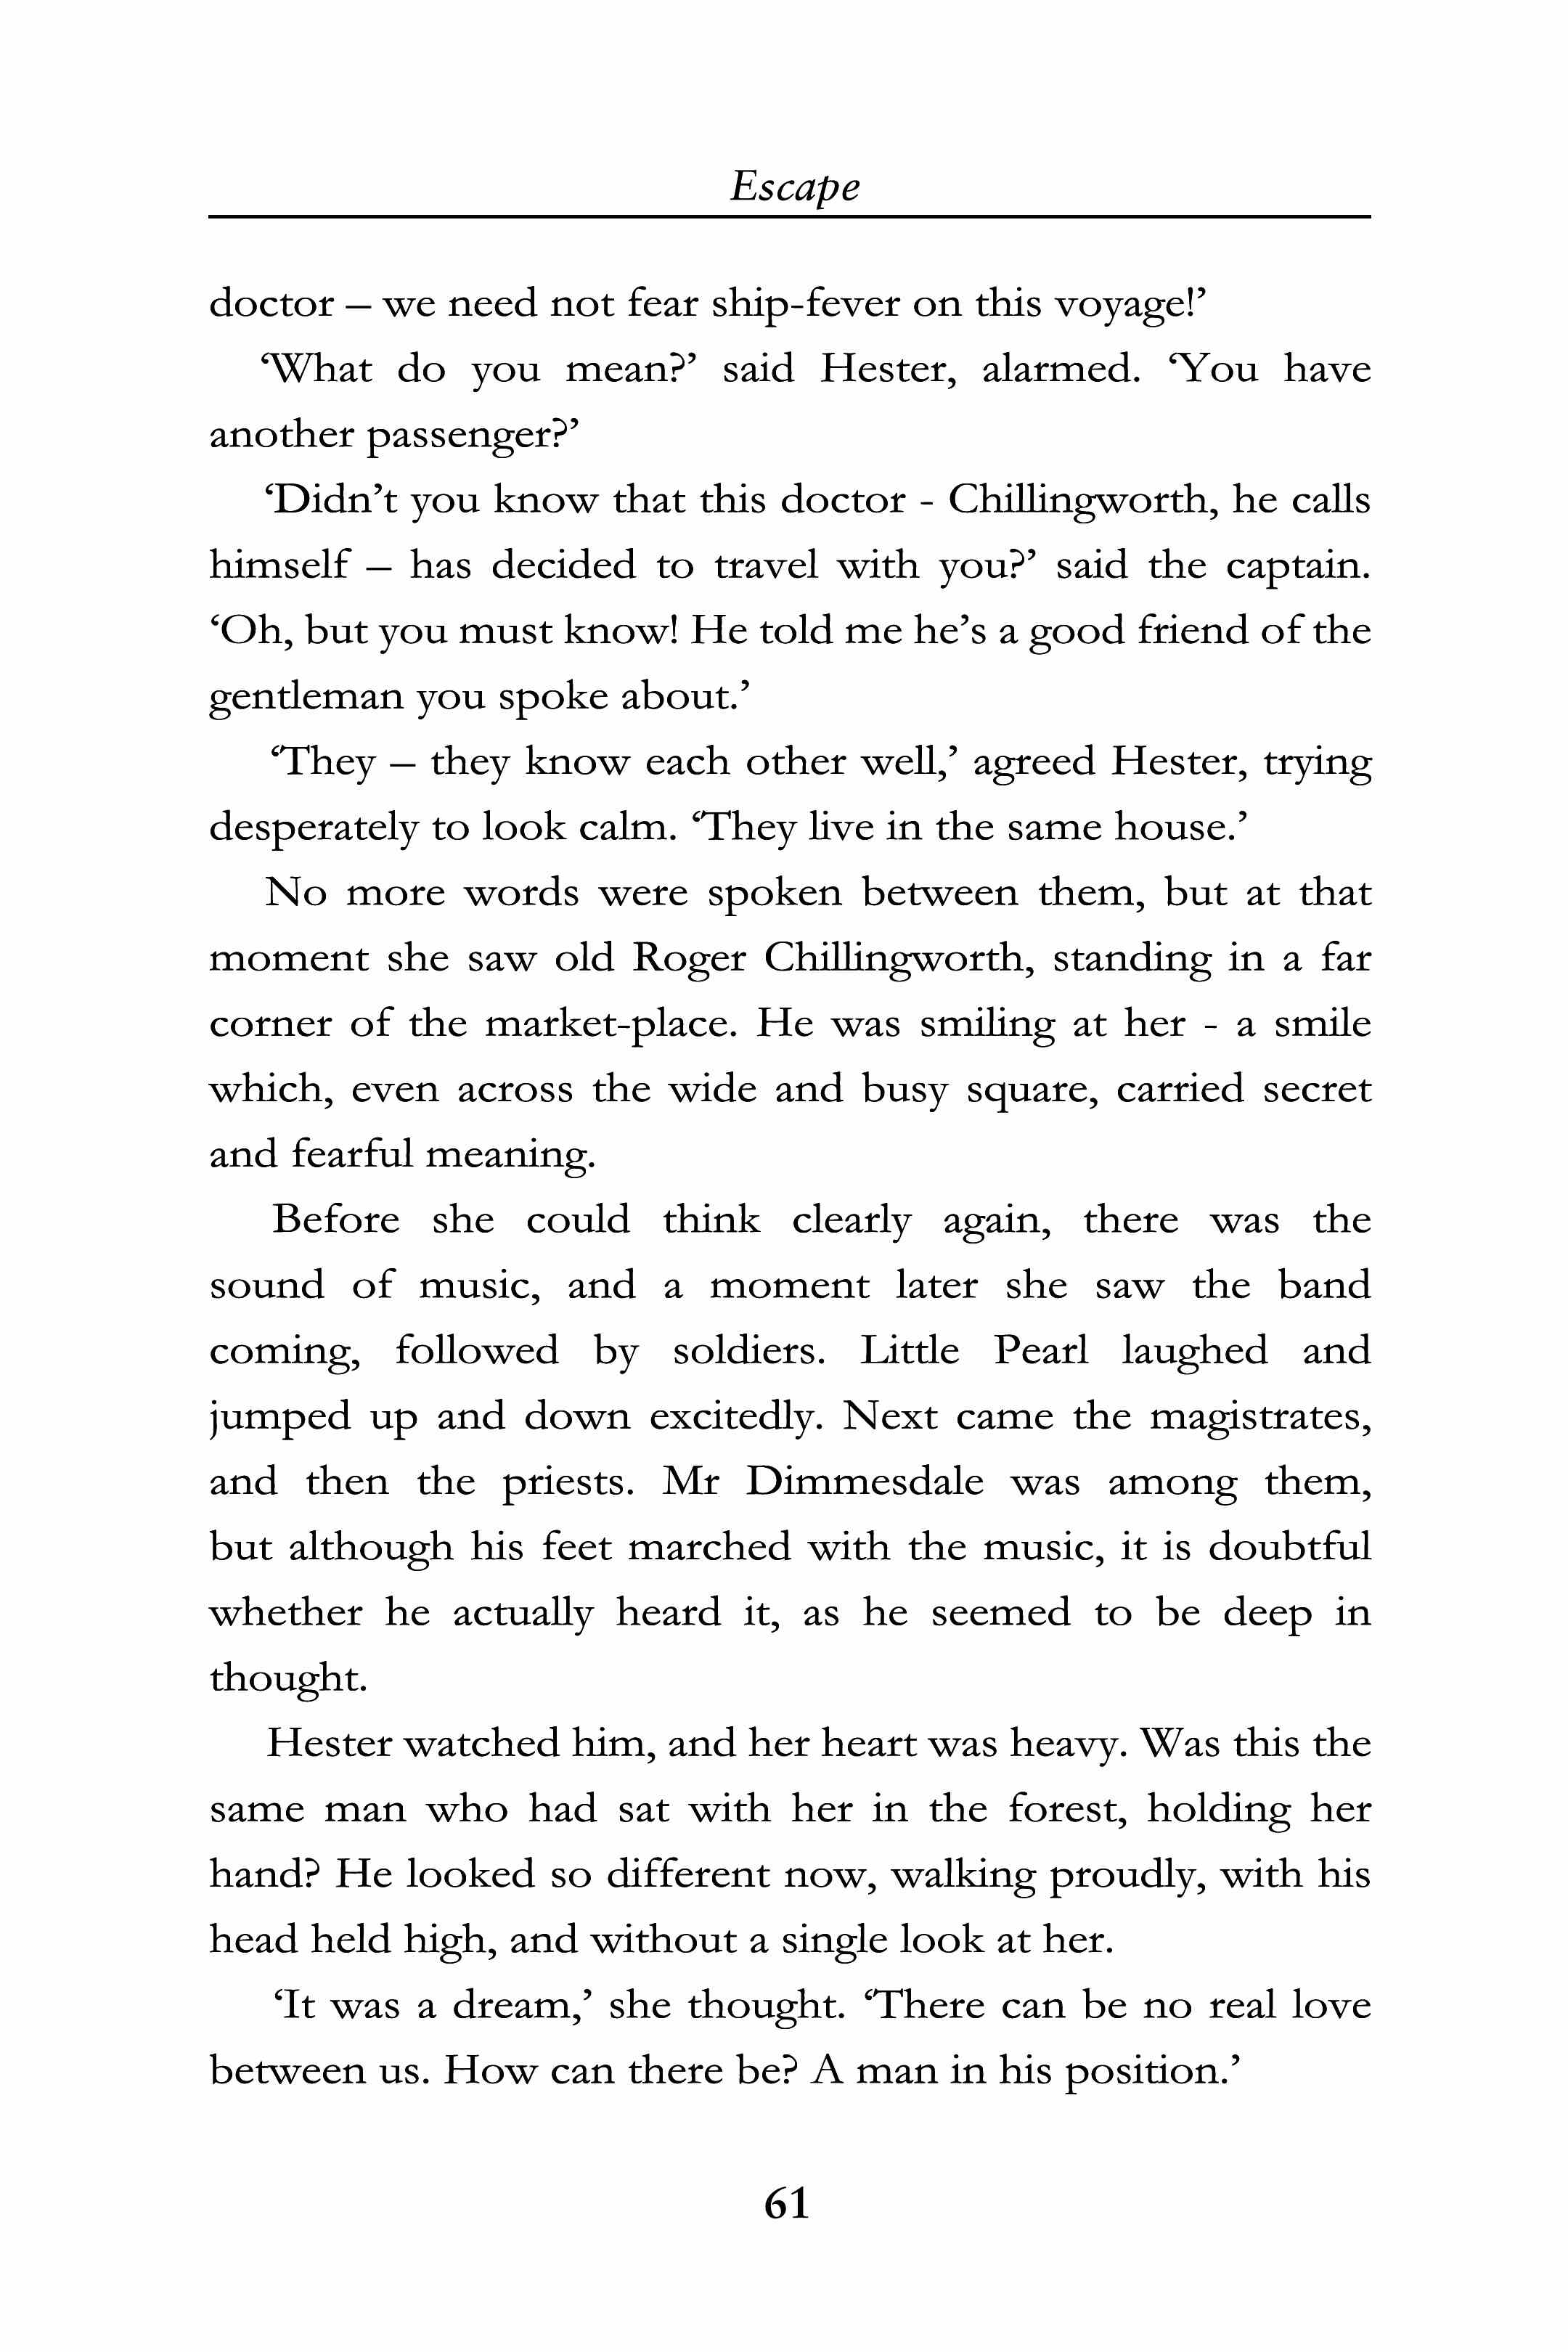 Escape
doctor – we need not fear ship-fever on this voyage!’
‘What do you mean?’ said Hester, alarmed. ‘You have
another passenger?’
‘Didn’t you know that this doctor - Chillingworth, he calls
himself – has decided to travel with you?’ said the captain.
‘Oh, but you must know! He told me he’s a good friend of the
gentleman you spoke about.’
‘They – they know each other well,’ agreed Hester, trying
desperately to look calm. ‘They live in the same house.’
No more words were spoken between them, but at that
moment she saw old Roger Chillingworth, standing in a far
corner of the market-place. He was smiling at her - a smile
which, even across the wide and busy square, carried secret
and fearful meaning.
Before she could think clearly again, there was the
sound of music, and a moment later she saw the band
coming, followed by soldiers. Little Pearl laughed and
jumped up and down excitedly. Next came the magistrates,
and then the priests. Mr Dimmesdale was among them,
but although his feet marched with the music, it is doubtful
whether he actually heard it, as he seemed to be deep in
thought.
Hester watched him, and her heart was heavy. Was this the
same man who had sat with her in the forest, holding her
hand? He looked so different now, walking proudly, with his
head held high, and without a single look at her.
‘It was a dream,’ she thought. ‘There can be no real love
between us. How can there be? A man in his position.’
61